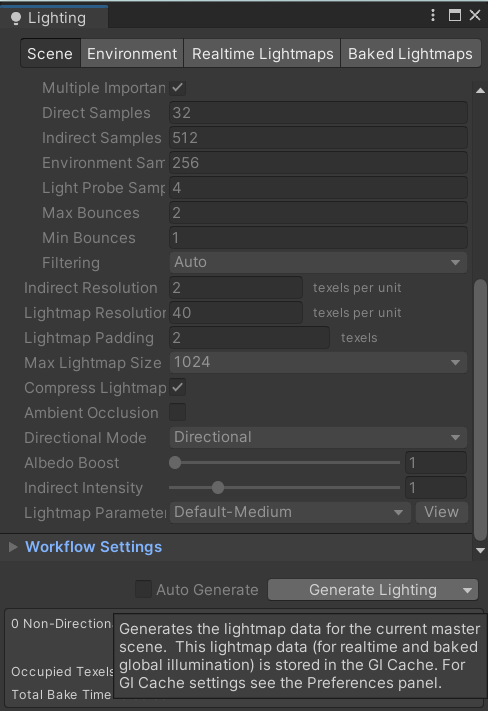 Lighting
Scene Environment Realtime Lightmaps Baked Lightmaps
Multiple Importan
Direct Samples 32
Indirect Samples 512
Environment Sam 256
Light Probe Samp 4
Max Bounces 2
Min Bounces 1
Filtering Auto
Indirect Resolution 2 texels per unit
Lightmap Resolution 40 texels per unit
Lightmap Padding 2 texels
Max Lightmap Size 1024
Compress Lightmap
Ambient Occlusion
Directional Mode Directional
Albedo Boost 1
Indirect Intensity 1
Lightmap Parameter Default-Medium View
Workflow Settings
Auto Generate Generate Lighting
0 Non-Direction
Generates the lightmap data for the current master
scene. This lightmap data (for realtime and baked
global illumination) is stored in the GI Cache. For
GI Cache settings see the Preferences panel.
Occupied Texels
Total Bake Time